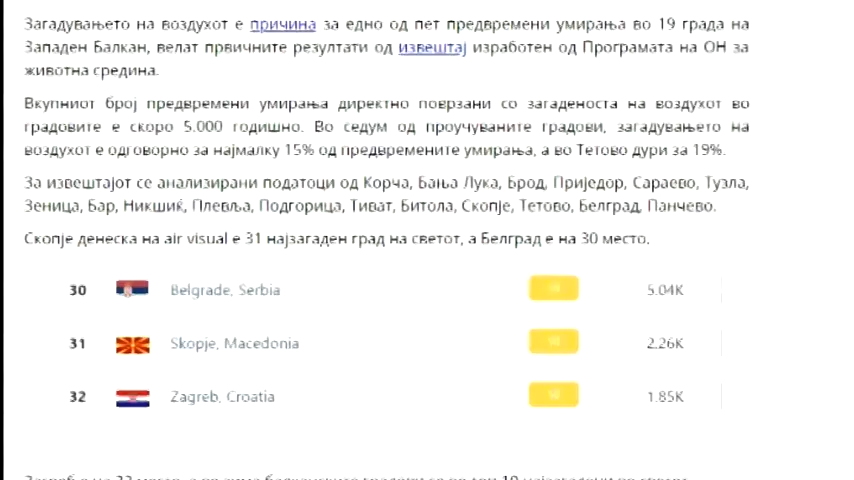 Загадувањето на воздухот е причина за едно од пет предвремени умирања во 19 града на
Западен Балкан, велат првичните резултати од извештај изработен од Програмата на ОН за
животна средина.
Вкупниот број предвремени умирања директно поврзани со загаденоста на воздухот во
градовите е скоро 5.000 годишно. Во седум од проучуваните градови, загадувањето на
воздухот е одговорно за најмалку 15% од предвремените умирања, а во Тетово дури за 19%.
За извештајот се анализирани податоци од Корча, Бања Лука, Брод, Приједор, Сараево, Тузла,
Зеница, Бар, Никшиќ, Плевља, Подгорица, Тиват, Битола, Скопје, Тетово, Белград, Панчево.
Скопје денеска на air visual е 31 најзагаден град на светот, а Белград е на 30 место.
30 Belgrade, Serbia 5.04K
31 Skopje, Macedonia 2.26K
32 Zagreb, Croatia 1.85K